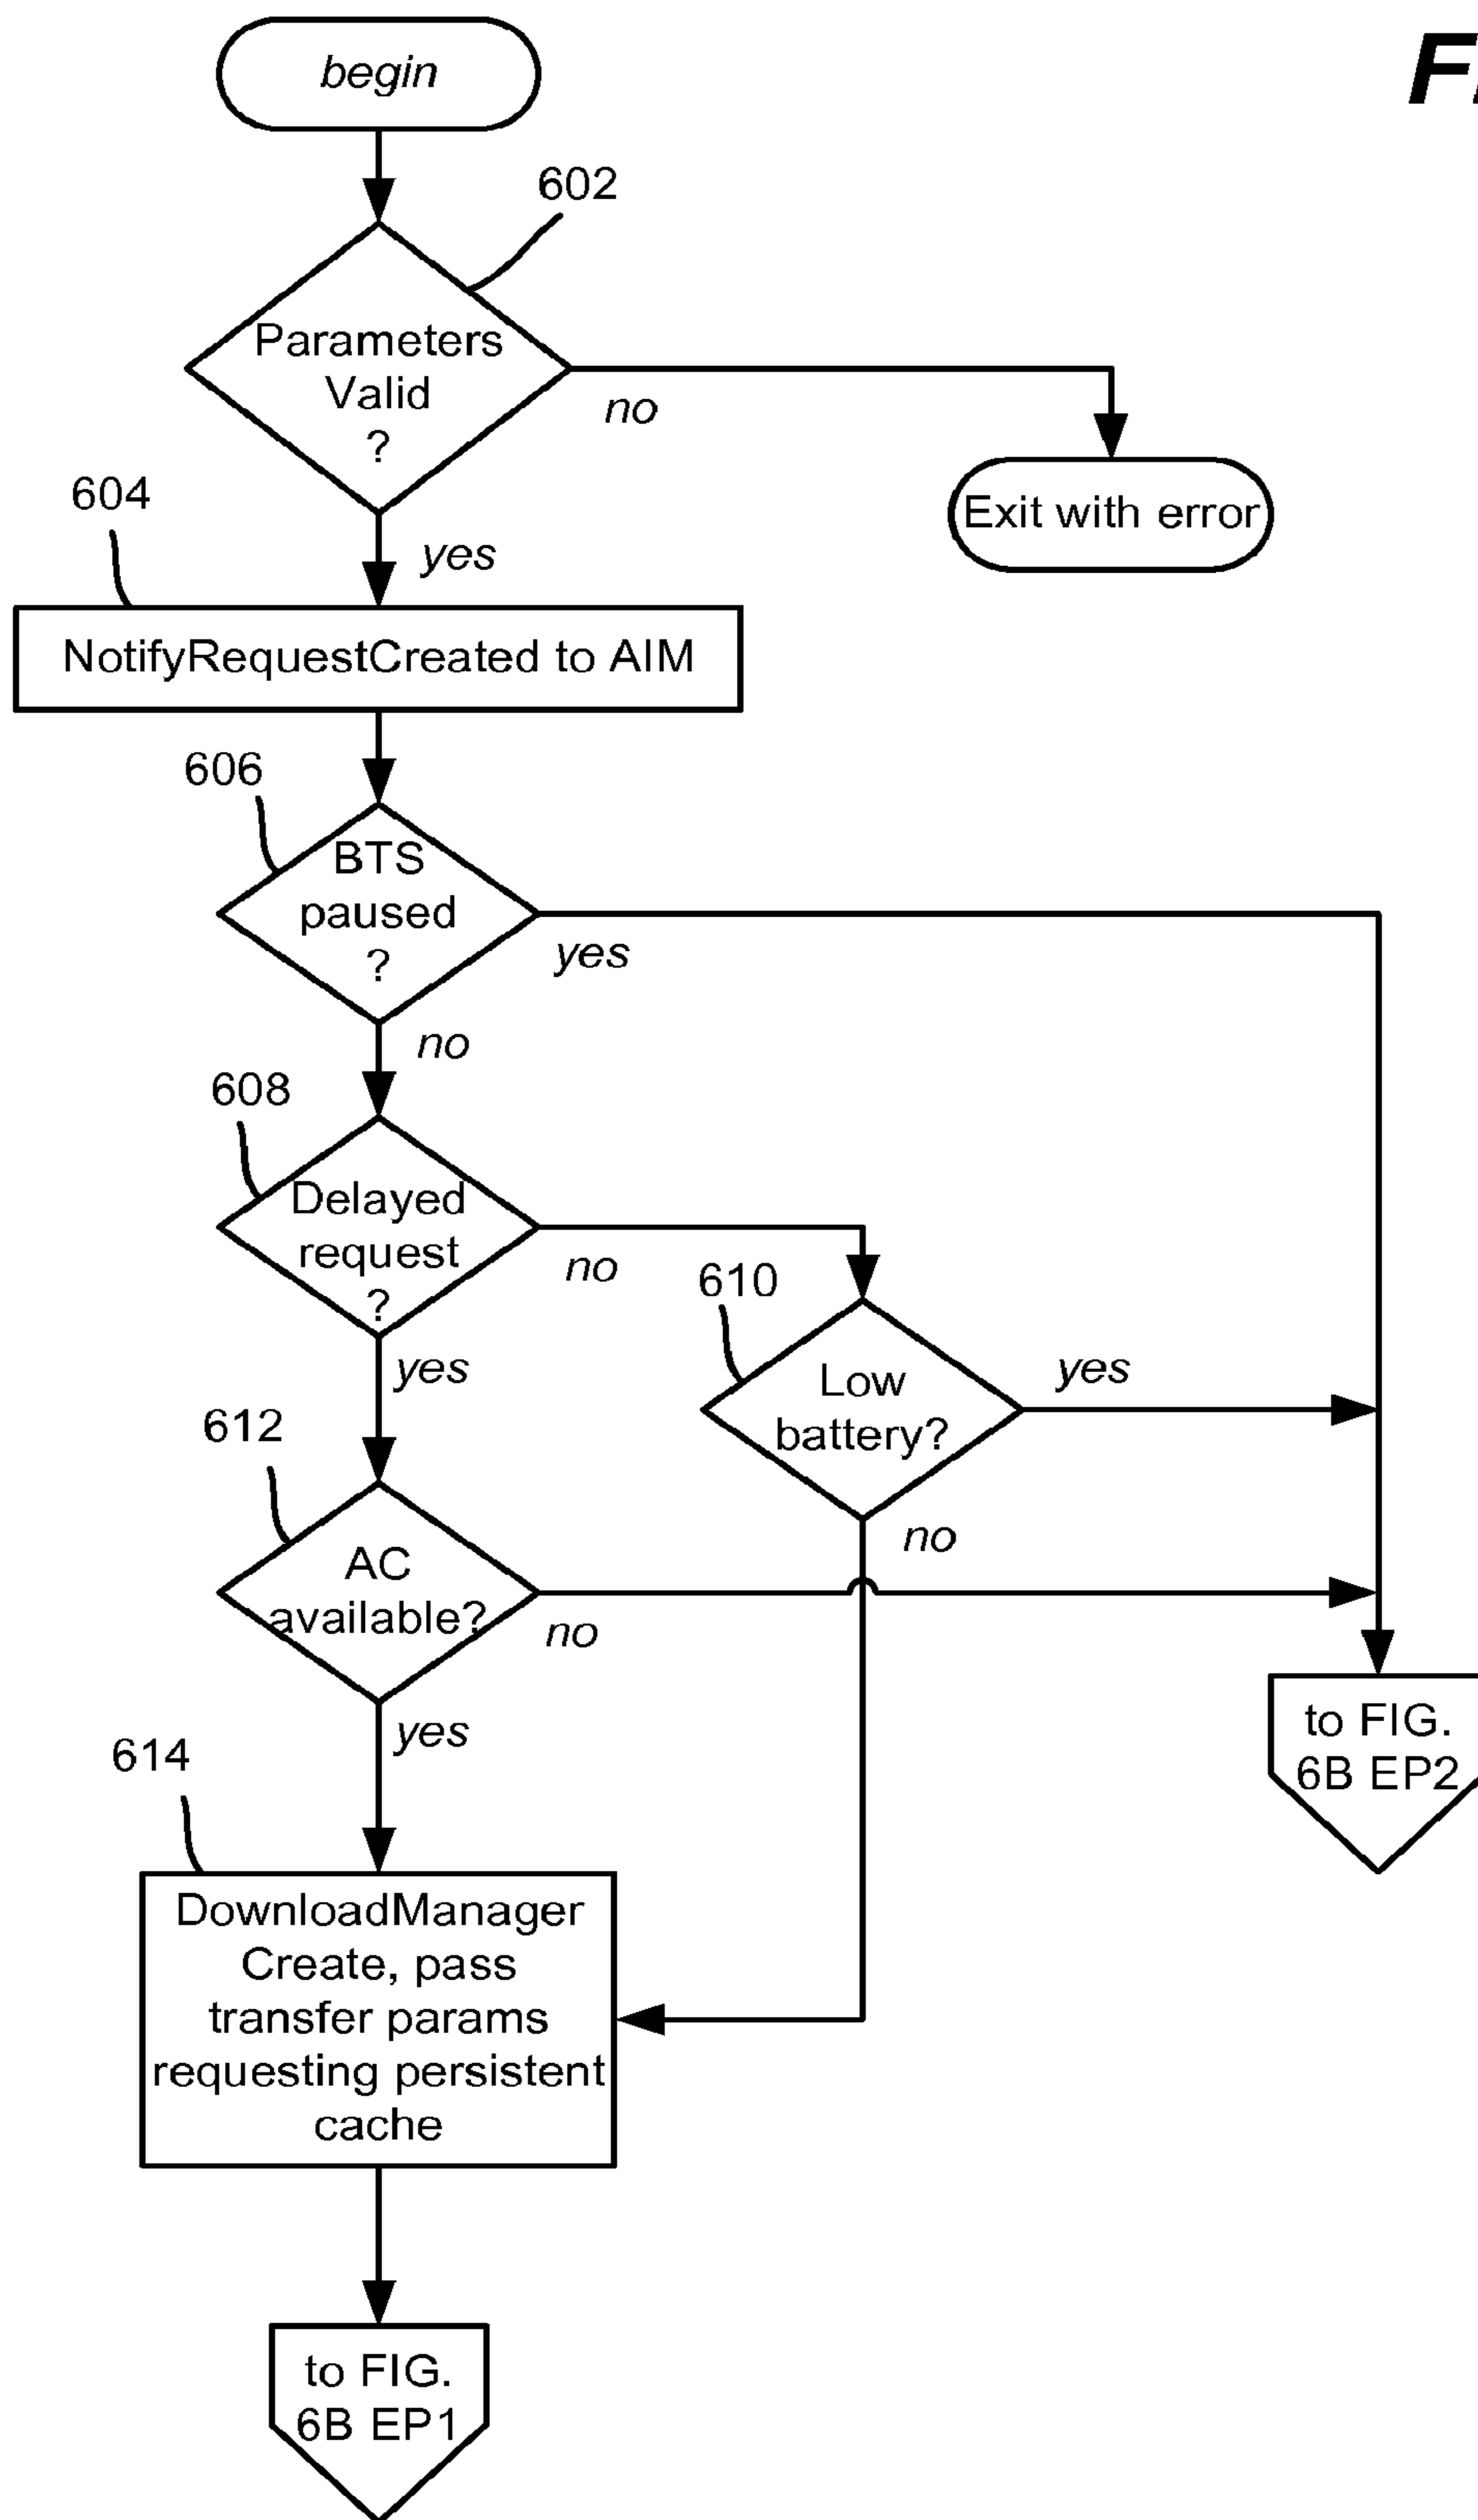 begin
602
Parameters
Valid
?
no
Exit with error
604
yes
NotifyRequestCreated to AIM
606
BTS
paused
?
yes
no
608
Delayed
request
?
no
610
Low
battery?
yes
yes
612
AC
available?
no
no
yes
to FIG.
6B EP2
614
DownloadManager
Create, pass
transfer params
requesting persistent
cache
to FIG.
6B EP1